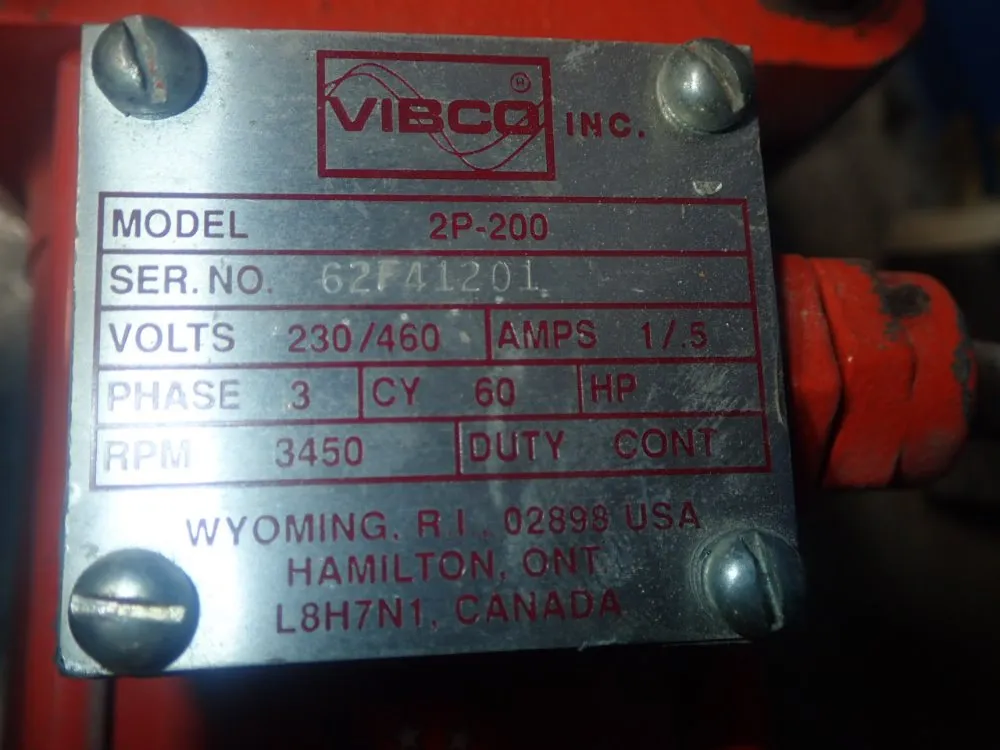 VIBCO ® INC.
MODEL 2P-200
SER. NO. 62F41201
VOLTS 230/460 AMPS 1/.5
PHASE 3 CY 60 HP
RPM 3450 DUTY CONT
WYOMING, R.I., 02898 USA
HAMILTON, ONT.
L8H7N1, CANADA